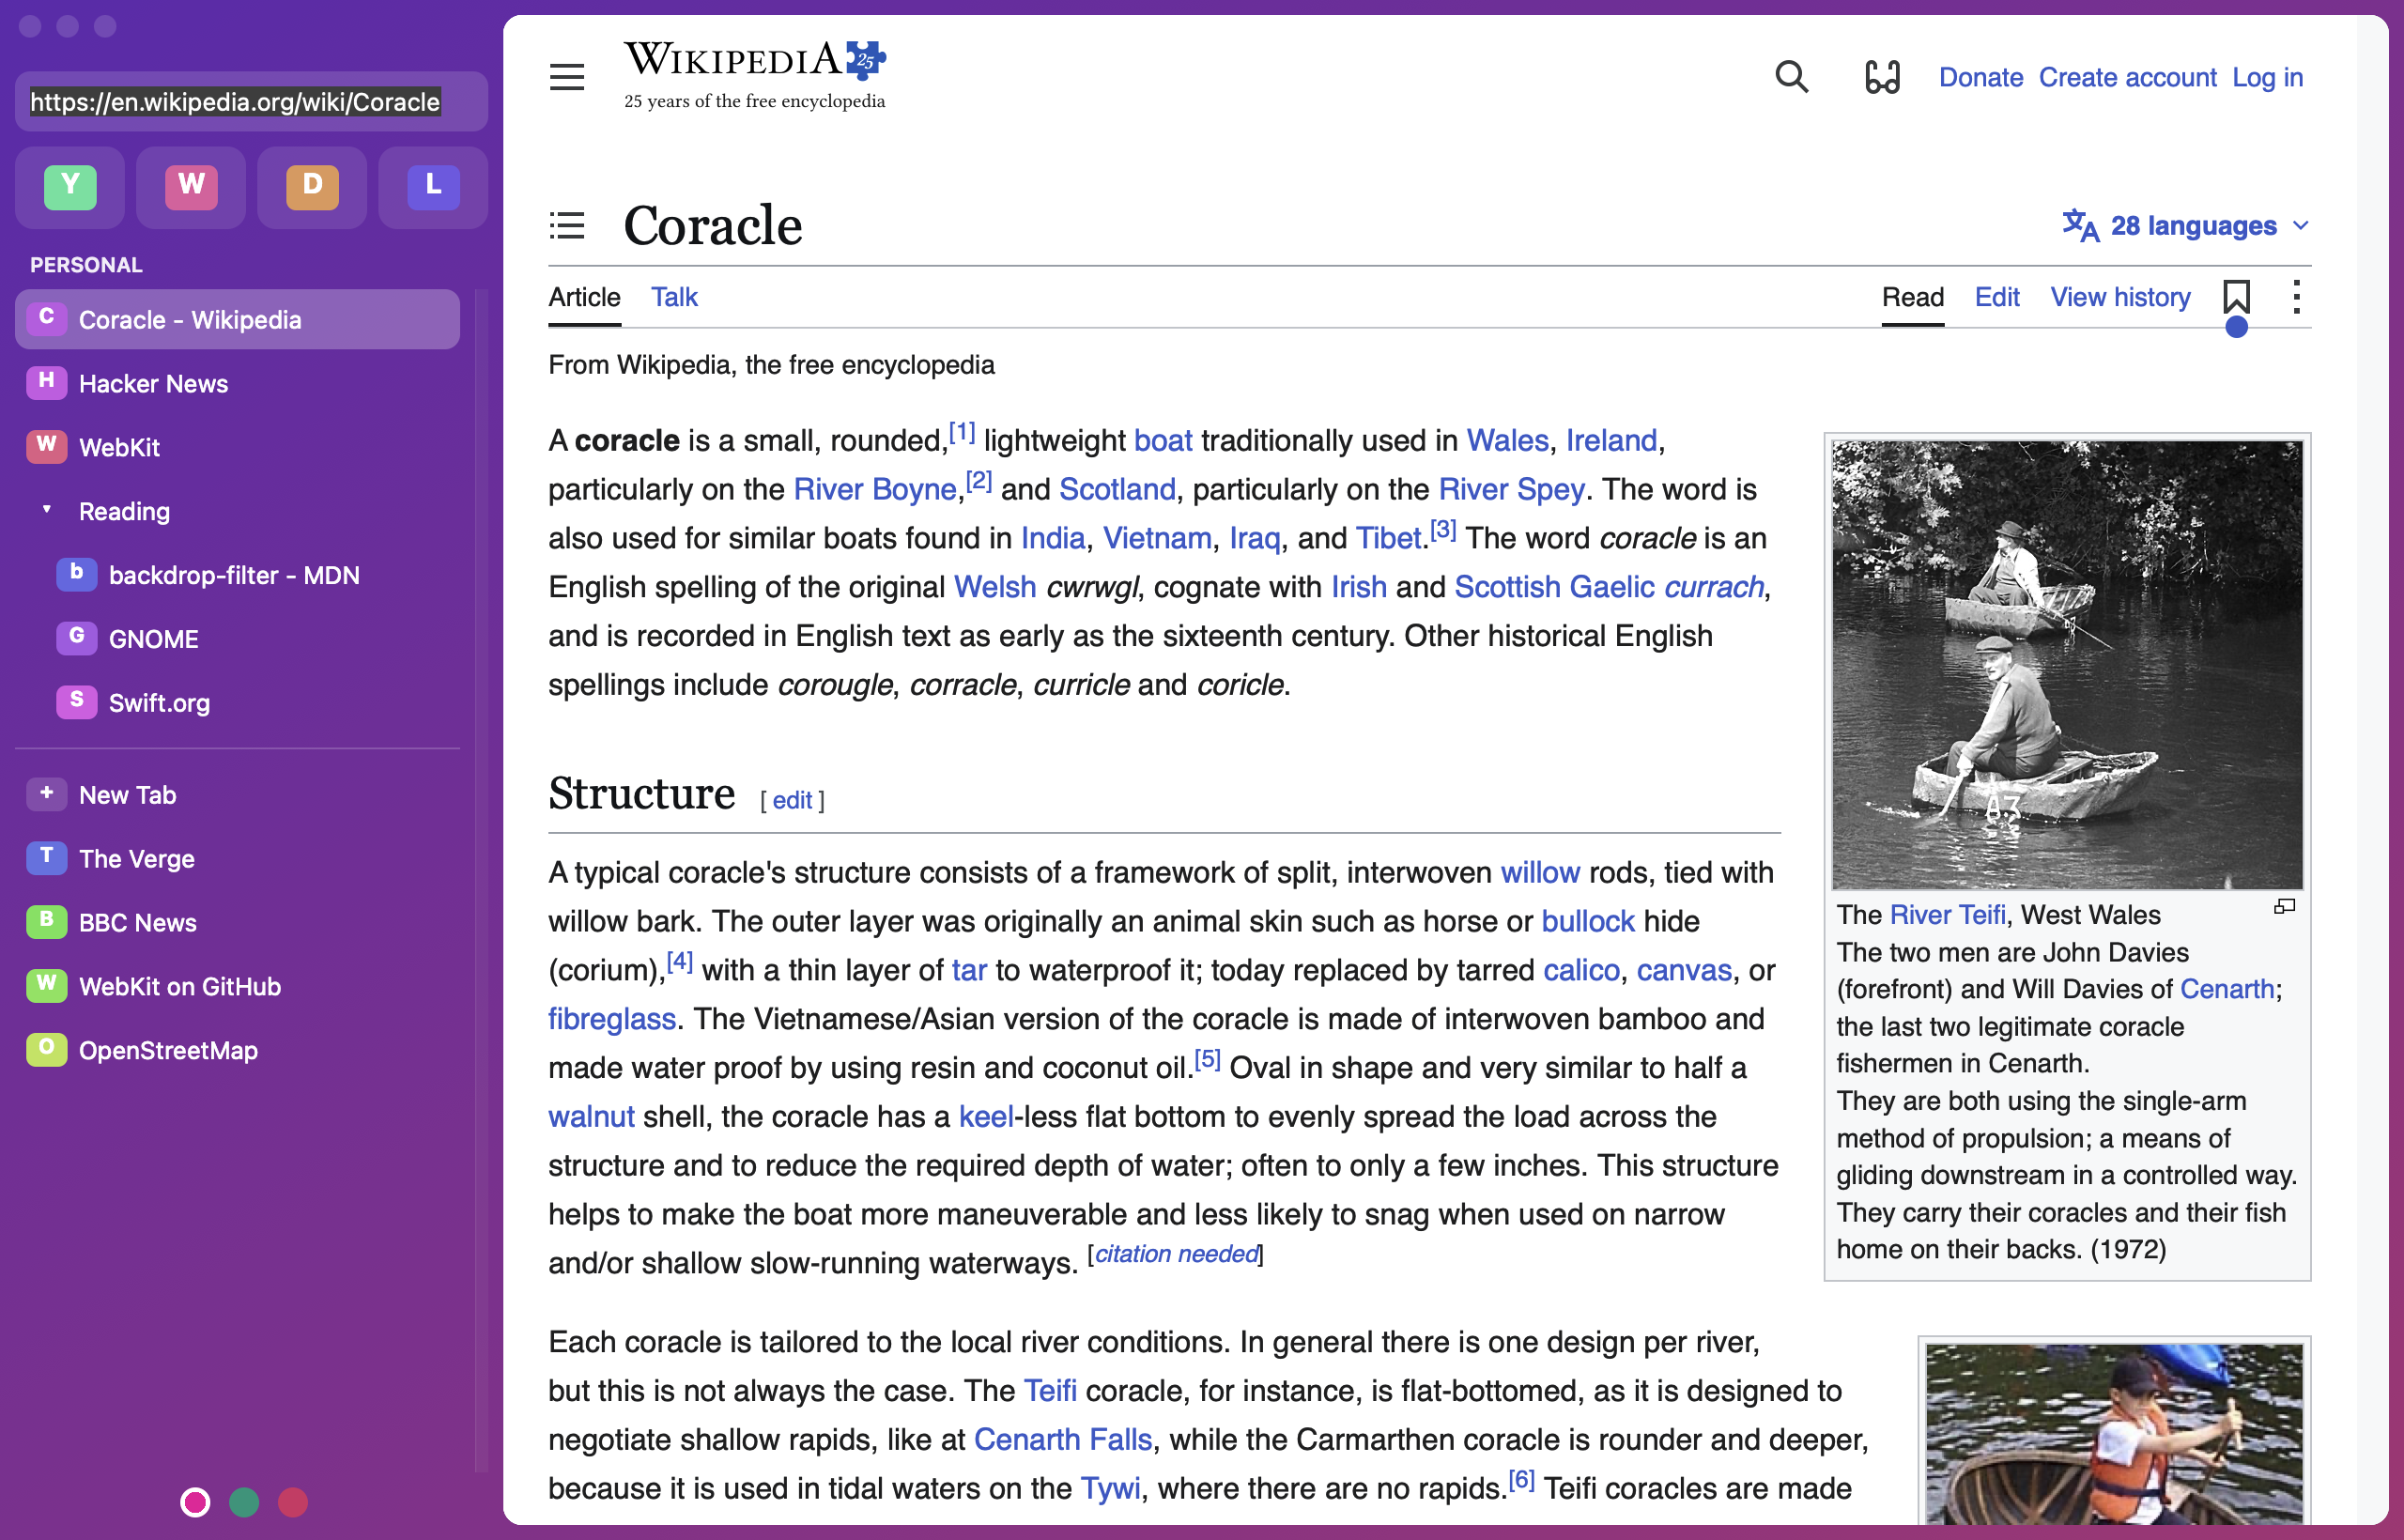 https://en.wikipedia.org/wiki/Coracle
Y
W
D
L
PERSONAL
C Coracle - Wikipedia
H Hacker News
W WebKit
Reading
b backdrop-filter - MDN
G GNOME
S Swift.org
+ New Tab
T The Verge
B BBC News
W WebKit on GitHub
O OpenStreetMap
WIKIPEDIA 25
25 years of the free encyclopedia
Donate Create account Log in
Coracle
文A 28 languages
Article Talk
Read Edit View history
From Wikipedia, the free encyclopedia
A coracle is a small, rounded,[1] lightweight boat traditionally used in Wales, Ireland,
particularly on the River Boyne,[2] and Scotland, particularly on the River Spey. The word is
also used for similar boats found in India, Vietnam, Iraq, and Tibet.[3] The word coracle is an
English spelling of the original Welsh cwrwgl, cognate with Irish and Scottish Gaelic currach,
and is recorded in English text as early as the sixteenth century. Other historical English
spellings include corougle, corracle, curricle and coricle.
Structure [ edit ]
A typical coracle's structure consists of a framework of split, interwoven willow rods, tied with
willow bark. The outer layer was originally an animal skin such as horse or bullock hide
(corium),[4] with a thin layer of tar to waterproof it; today replaced by tarred calico, canvas, or
fibreglass. The Vietnamese/Asian version of the coracle is made of interwoven bamboo and
made water proof by using resin and coconut oil.[5] Oval in shape and very similar to half a
walnut shell, the coracle has a keel-less flat bottom to evenly spread the load across the
structure and to reduce the required depth of water; often to only a few inches. This structure
helps to make the boat more maneuverable and less likely to snag when used on narrow
and/or shallow slow-running waterways. [citation needed]
Each coracle is tailored to the local river conditions. In general there is one design per river,
but this is not always the case. The Teifi coracle, for instance, is flat-bottomed, as it is designed to
negotiate shallow rapids, like at Cenarth Falls, while the Carmarthen coracle is rounder and deeper,
because it is used in tidal waters on the Tywi, where there are no rapids.[6] Teifi coracles are made
A3
The River Teifi, West Wales
The two men are John Davies
(forefront) and Will Davies of Cenarth;
the last two legitimate coracle
fishermen in Cenarth.
They are both using the single-arm
method of propulsion; a means of
gliding downstream in a controlled way.
They carry their coracles and their fish
home on their backs. (1972)